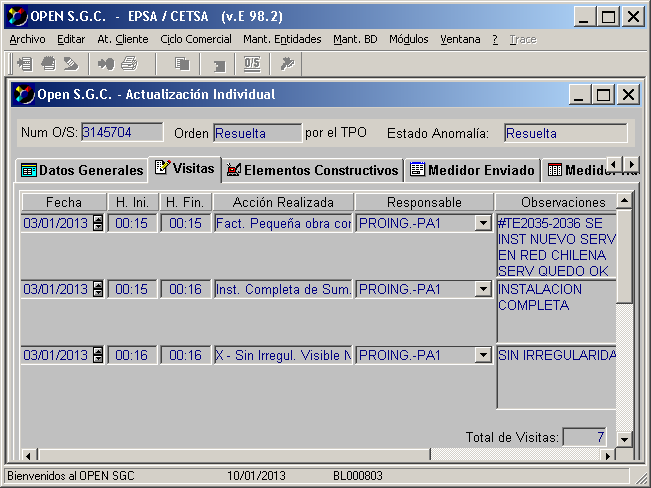 OPEN S.G.C. - EPSA / CETSA (v.E 98.2)
Archivo Editar At. Cliente Ciclo Comercial Mant. Entidades Mant. BD Módulos Ventana ? Trace
O/S
Open S.G.C. - Actualización Individual
Num O/S: 3145704 Orden Resuelta por el TPO Estado Anomalía: Resuelta
Datos Generales Visitas Elementos Constructivos Medidor Enviado
Fecha H. Ini. H. Fin. Acción Realizada Responsable Observaciones
03/01/2013 00:15 00:15 Fact. Pequeña obra con PROING.-PA1 #TE2035-2036 SE
INST NUEVO SERV
EN RED CHILENA
SERV QUEDO OK
03/01/2013 00:15 00:16 Inst. Completa de Sum. PROING.-PA1 INSTALACION
COMPLETA
03/01/2013 00:16 00:16 X - Sin Irregul. Visible N PROING.-PA1 SIN IRREGULARIDA
Total de Visitas: 7
Bienvenidos al OPEN SGC 10/01/2013 BL000803